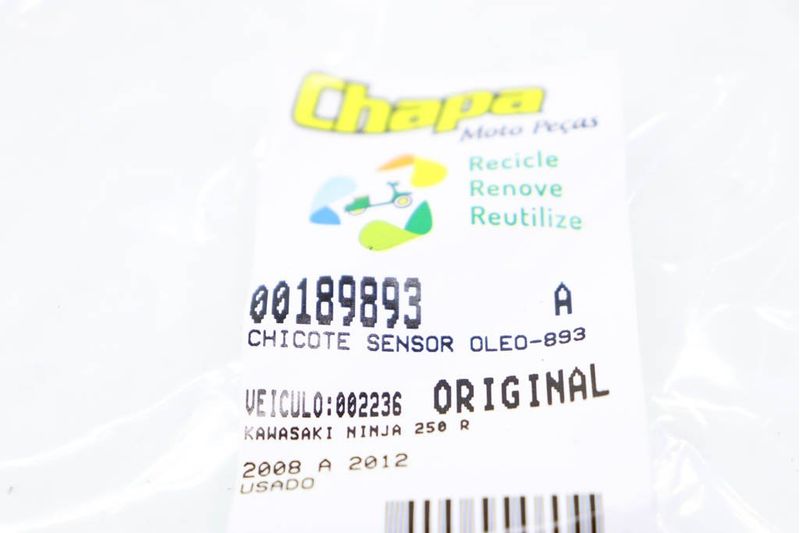 Chapa
Moto Peças
Recicle
Renove
Reutilize
00189893 A
CHICOTE SENSOR OLEO-893
VEICULO:002236 ORIGINAL
KAWASAKI NINJA 250 R
2008 A 2012
USADO